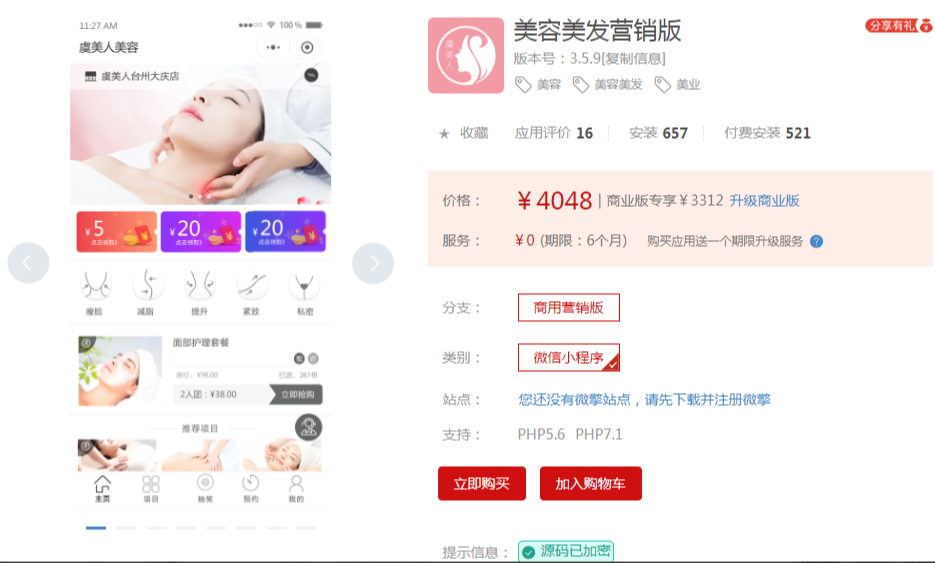 11:27 AM
100 %
虞美人美容
虞美人台州大庆店
¥ 5
点击领取》
¥ 20
点击领取》
¥ 20
点击领取》
瘦脸
减脂
提升
紧致
私密
面部护理套餐
原价：¥98.00
已团：261份
2人团：¥38.00
立即抢购
推荐项目
主页
项目
抽奖
预约
我的
虞美人
美容美发营销版
版本号：3.5.9[复制信息]
美容
美容美发
美业
分享有礼
★ 收藏
应用评价 16
安装 657
付费安装 521
价格：
¥ 4048 | 商业版专享 ¥ 3312 升级商业版
服务：
¥ 0 (期限：6个月)
购买应用送一个期限升级服务 ?
分支：
商用营销版
类别：
微信小程序
站点：
您还没有微擎站点，请先下载并注册微擎
支持：
PHP5.6 PHP7.1
立即购买
加入购物车
提示信息：
源码已加密